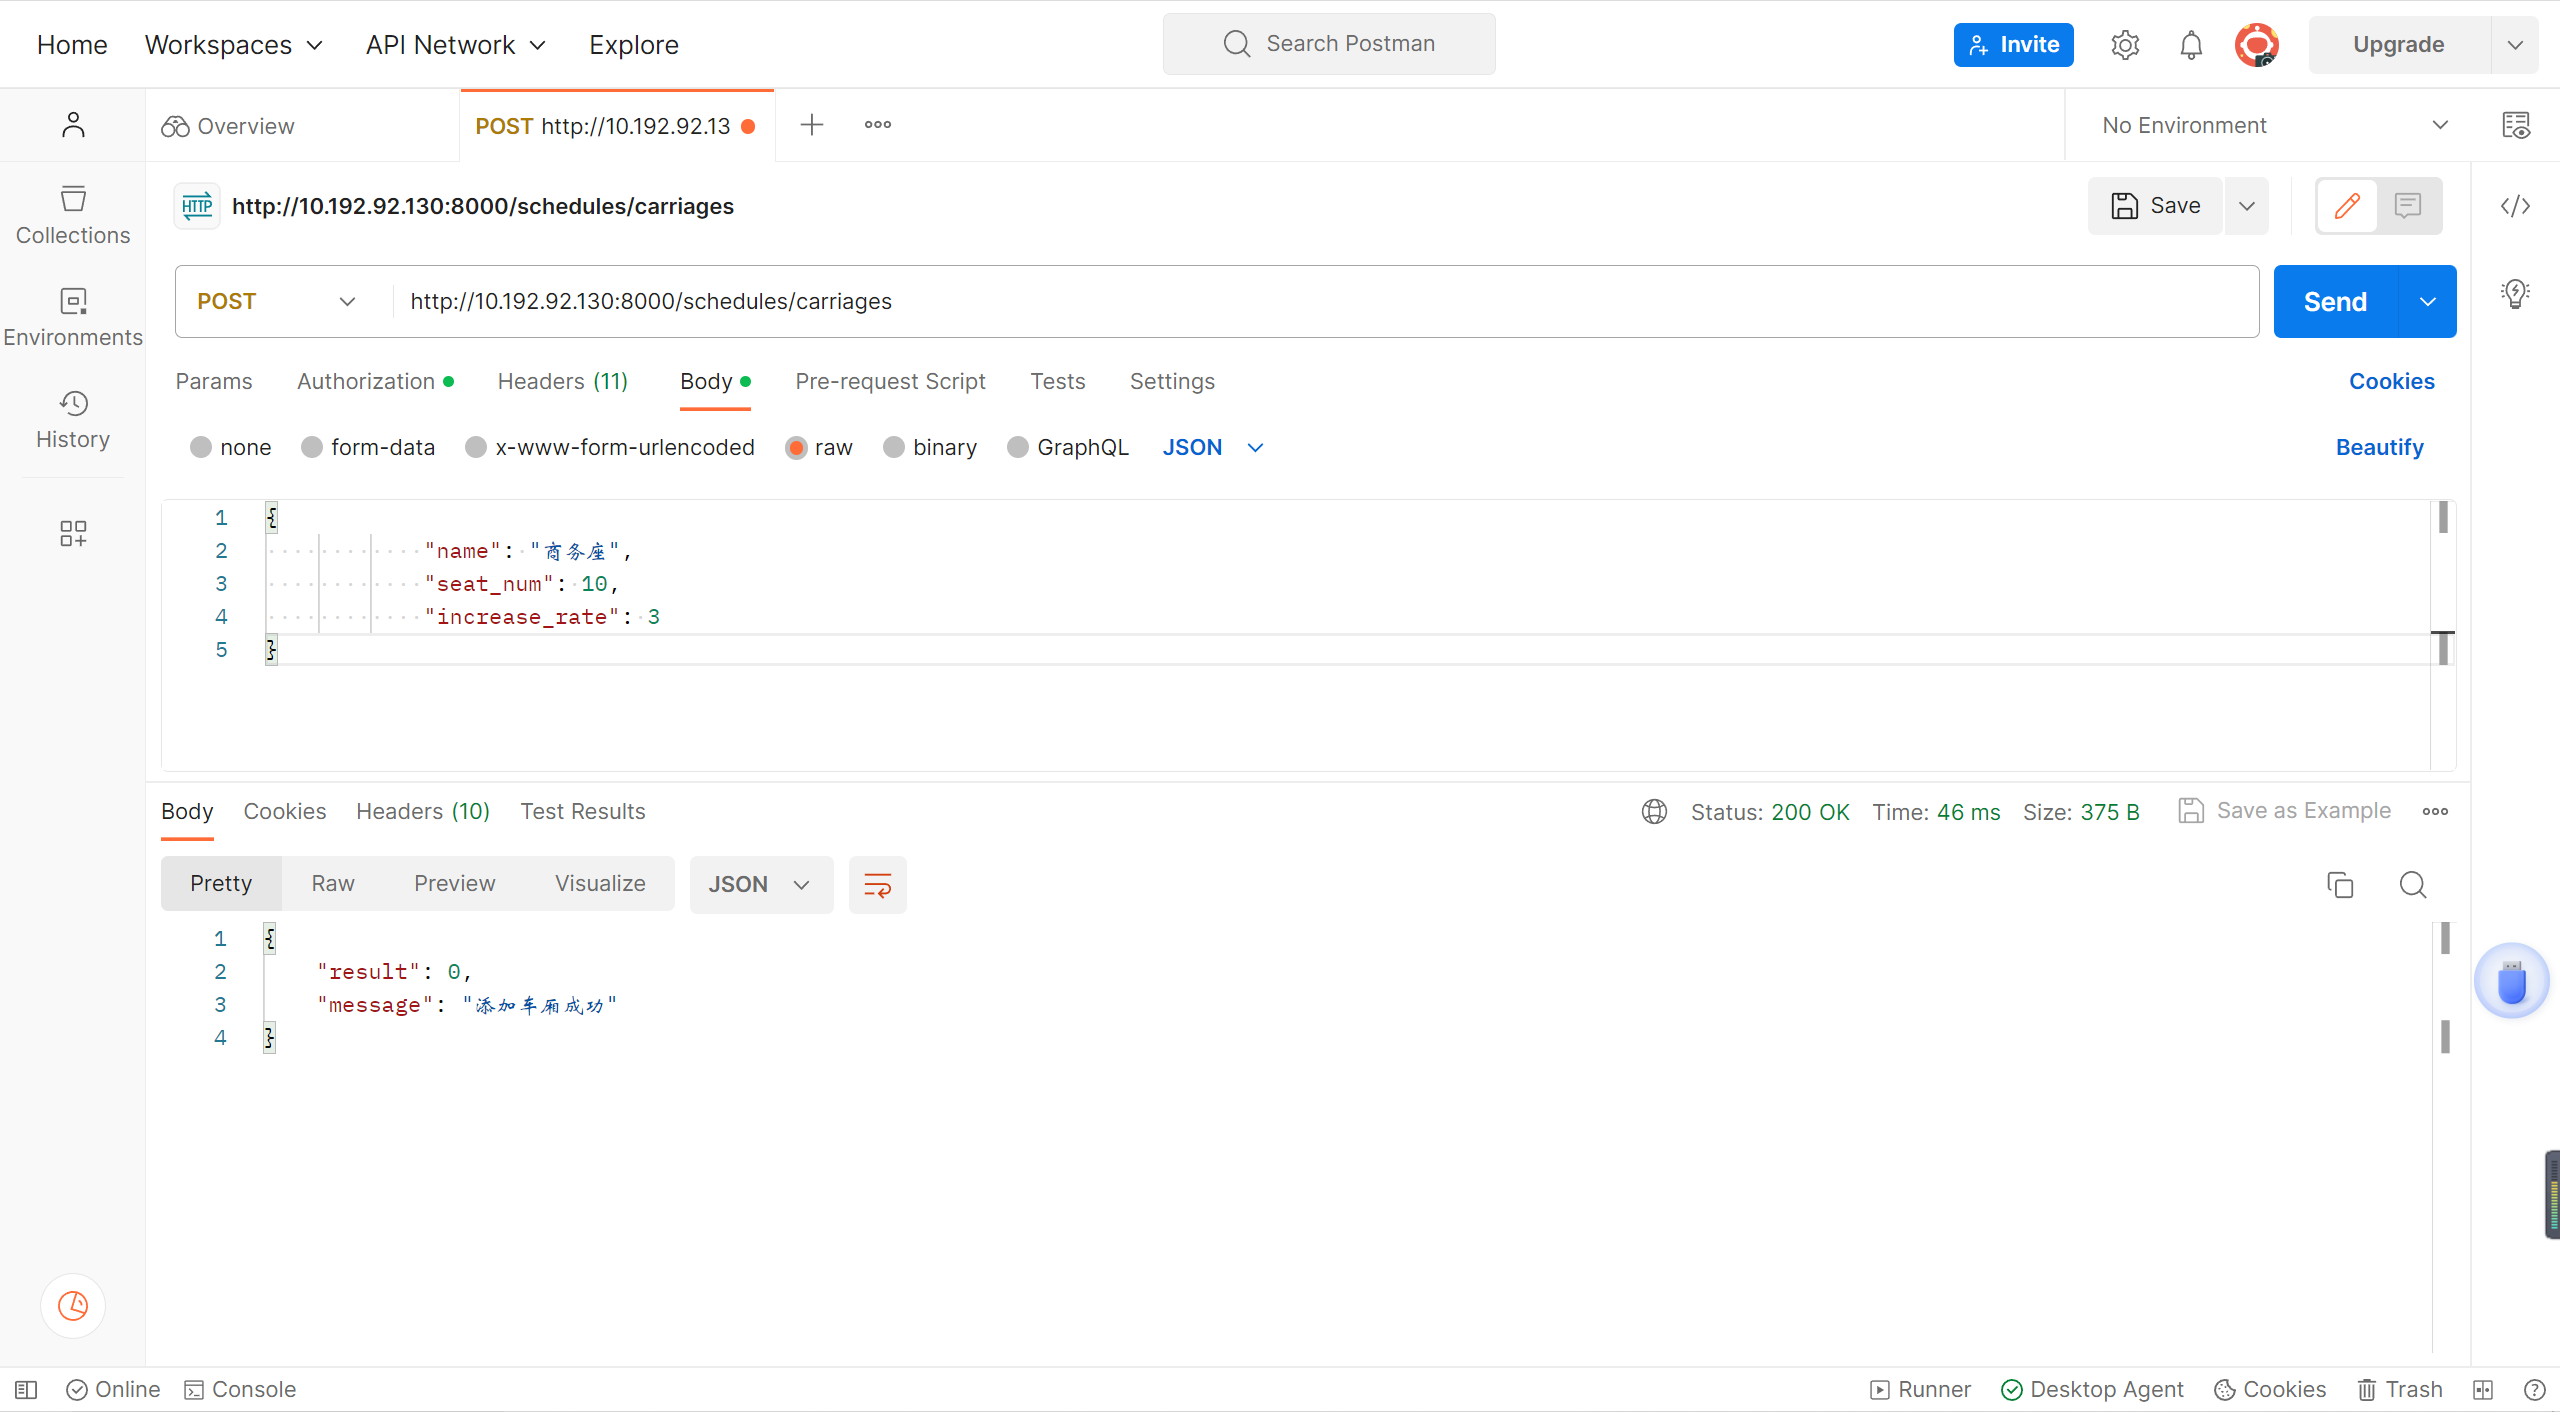 Home Workspaces API Network Explore Search Postman Invite Upgrade
Overview POST http://10.192.92.13 No Environment
HTTP http://10.192.92.130:8000/schedules/carriages Save
Collections
Environments
History
POST http://10.192.92.130:8000/schedules/carriages Send
Params Authorization Headers (11) Body Pre-request Script Tests Settings Cookies
none form-data x-www-form-urlencoded raw binary GraphQL JSON Beautify
1 {
2 "name": "商务座",
3 "seat_num": 10,
4 "increase_rate": 3
5 }
Body Cookies Headers (10) Test Results Status: 200 OK Time: 46 ms Size: 375 B Save as Example
Pretty Raw Preview Visualize JSON
1 {
2 "result": 0,
3 "message": "添加车厢成功"
4 }
Online Console Runner Desktop Agent Cookies Trash